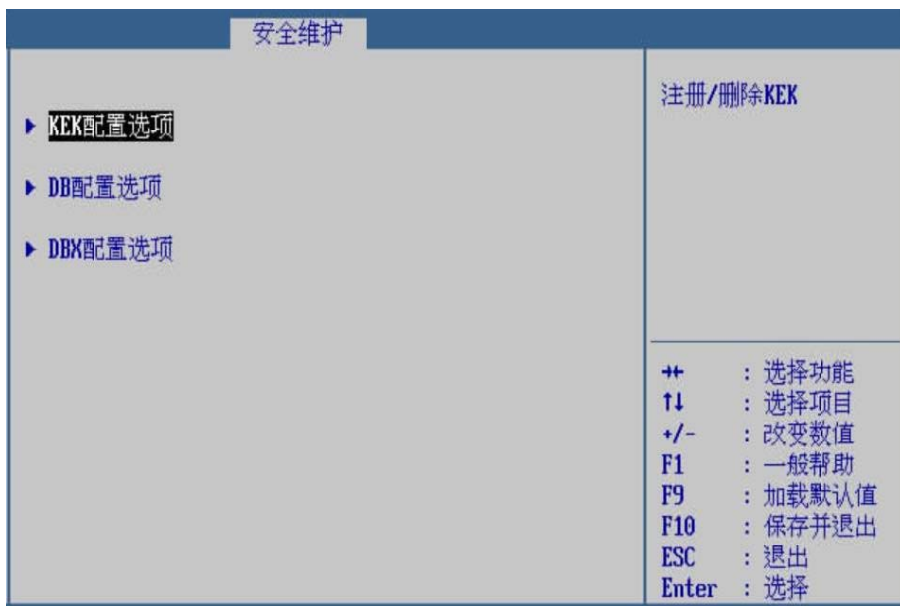 安全维护
KEK配置选项
DB配置选项
DBX配置选项
注册/删除KEK
→← : 选择功能
↑↓ : 选择项目
+/- : 改变数值
F1 : 一般帮助
F9 : 加载默认值
F10 : 保存并退出
ESC : 退出
Enter : 选择